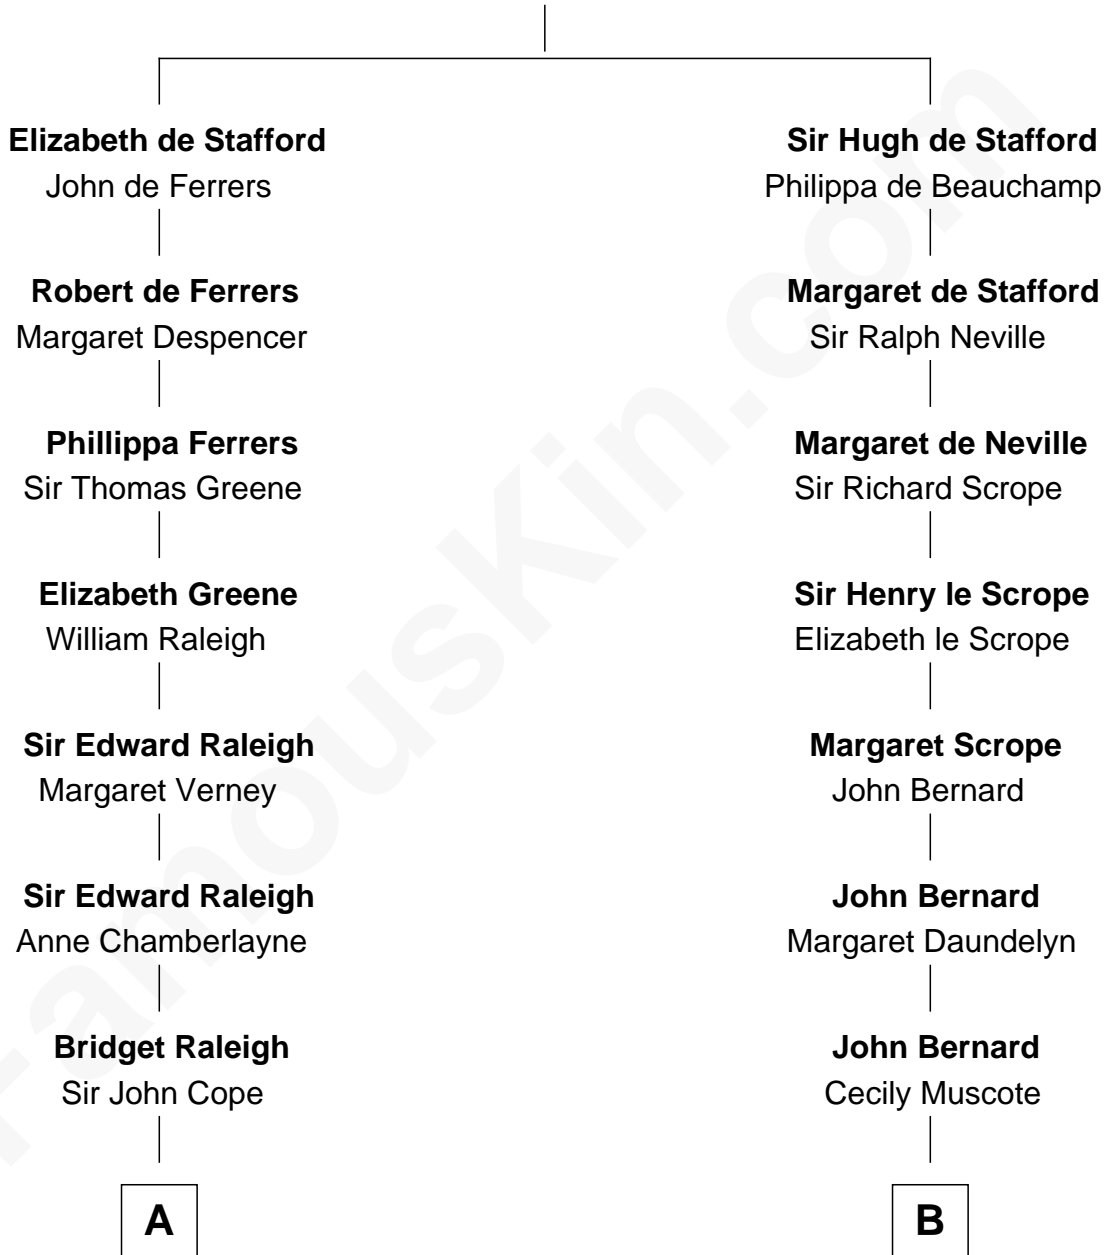 Elizabeth de Stafford
John de Ferrers
Sir Hugh de Stafford
Philippa de Beauchamp
Robert de Ferrers
Margaret Despencer
Margaret de Stafford
Sir Ralph Neville
Phillippa Ferrers
Sir Thomas Greene
Margaret de Neville
Sir Richard Scrope
Elizabeth Greene
William Raleigh
Sir Henry le Scrope
Elizabeth le Scrope
Sir Edward Raleigh
Margaret Verney
Margaret Scrope
John Bernard
Sir Edward Raleigh
Anne Chamberlayne
John Bernard
Margaret Daundelyn
Bridget Raleigh
Sir John Cope
John Bernard
Cecily Muscote
A
B
FamousKin.com